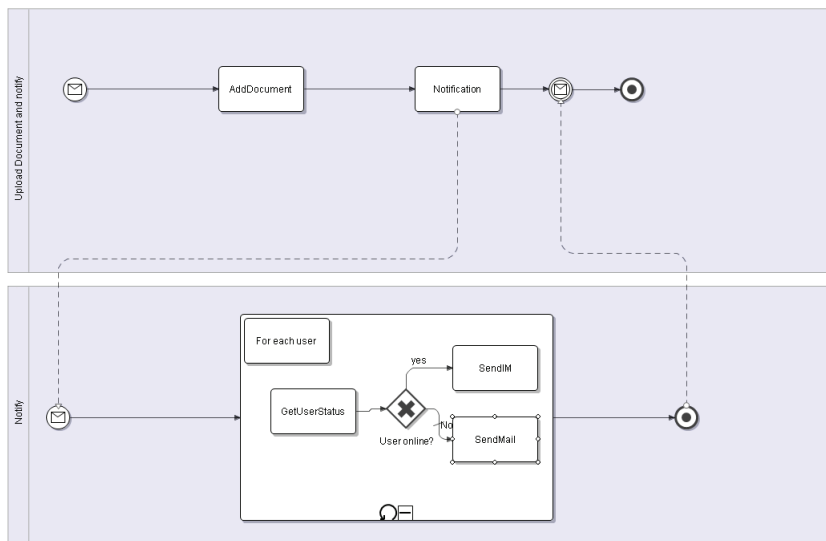 Upload Document and notify
AddDocument
Notification
Notify
For each user
yes
SendIM
GetUserStatus
No
User online?
SendMail